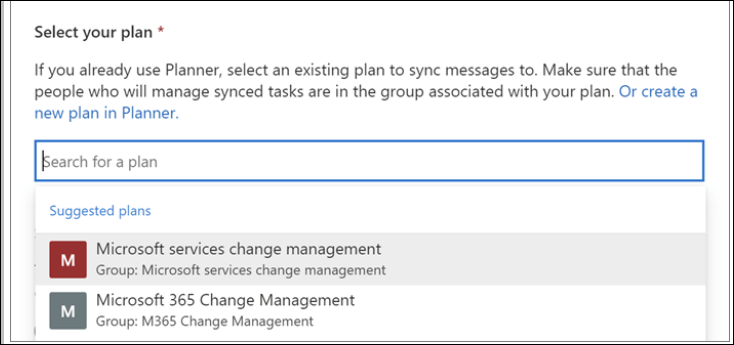 Select your plan *
If you already use Planner, select an existing plan to sync messages to. Make sure that the
people who will manage synced tasks are in the group associated with your plan. Or create a
new plan in Planner.
Search for a plan
Suggested plans
M
Microsoft services change management
Group: Microsoft services change management
M
Microsoft 365 Change Management
Group: M365 Change Management